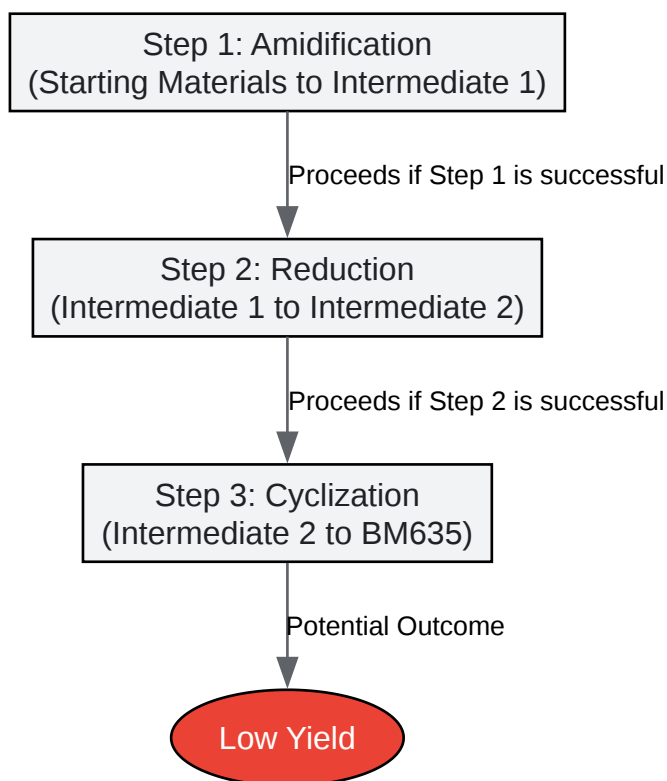 Step 1: Amidification
(Starting Materials to Intermediate 1)
Proceeds if Step 1 is successful
Step 2: Reduction
(Intermediate 1 to Intermediate 2)
Proceeds if Step 2 is successful
Step 3: Cyclization
(Intermediate 2 to BM635)
Potential Outcome
Low Yield